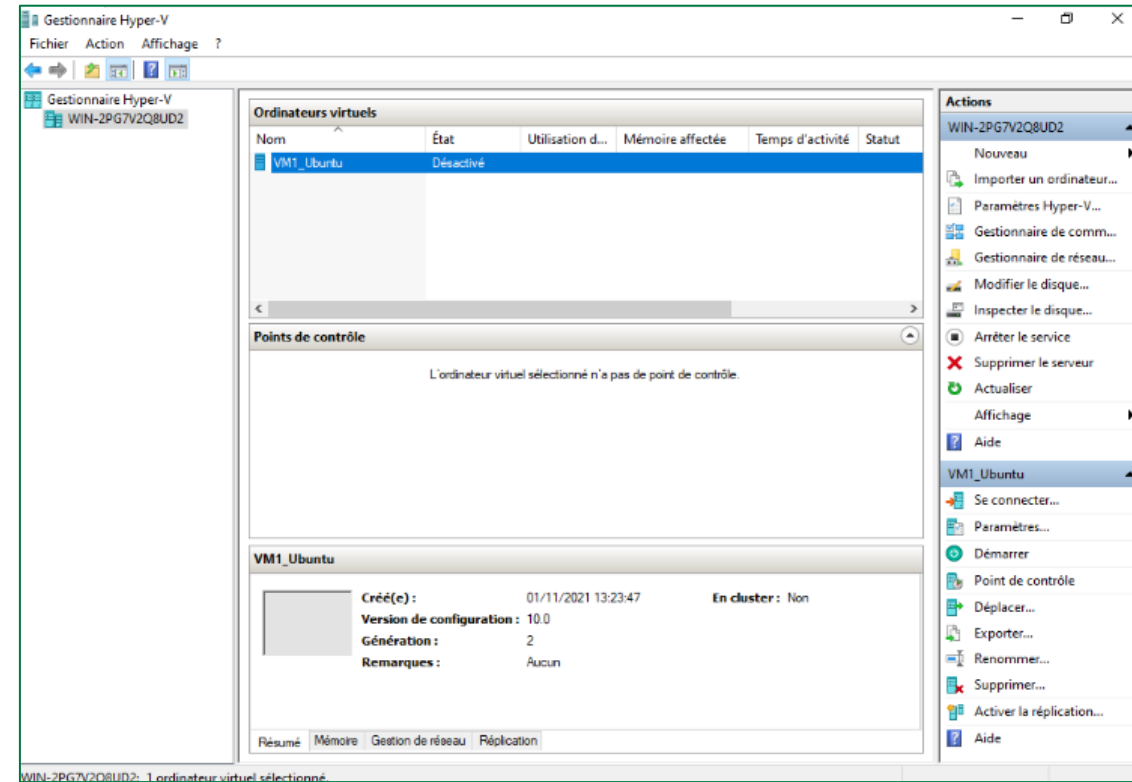 Gestionnaire Hyper-V
Fichier Action Affichage ?
Gestionnaire Hyper-V
WIN-2PG7V2Q8UD2
Ordinateurs virtuels
Nom État Utilisation d... Mémoire affectée Temps d'activité Statut
VM1_Ubuntu Désactivé
Points de contrôle
L'ordinateur virtuel sélectionné n'a pas de point de contrôle.
VM1_Ubuntu
Créé(e) : 01/11/2021 13:23:47 En cluster : Non
Version de configuration : 10.0
Génération : 2
Remarques : Aucun
Résumé Mémoire Gestion de réseau Réplication
Actions
WIN-2PG7V2Q8UD2
Nouveau
Importer un ordinateur...
Paramètres Hyper-V...
Gestionnaire de comm...
Gestionnaire de réseau...
Modifier le disque...
Inspecter le disque...
Arrêter le service
Supprimer le serveur
Actualiser
Affichage
Aide
VM1_Ubuntu
Se connecter...
Paramètres...
Démarrer
Point de contrôle
Déplacer...
Exporter...
Renommer...
Supprimer...
Activer la réplication...
Aide
WIN-2PG7V2Q8UD2: 1 ordinateur virtuel sélectionné.